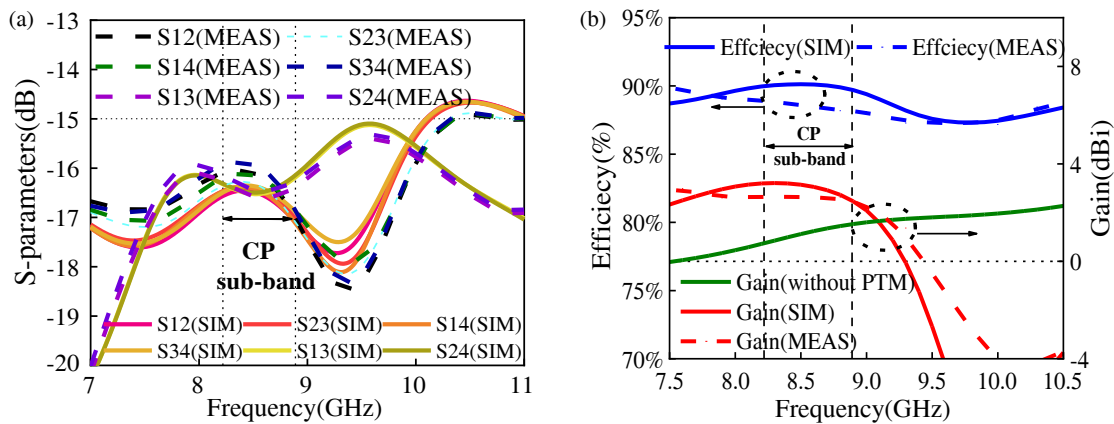 (a)
-13
-14
-15
-16
-17
-18
-19
-20
S-parameters(dB)
S12(MEAS)
S23(MEAS)
S14(MEAS)
S34(MEAS)
S13(MEAS)
S24(MEAS)
CP
sub-band
S12(SIM)
S23(SIM)
S14(SIM)
S34(SIM)
S13(SIM)
S24(SIM)
7
8
9
10
11
Frequency(GHz)
(b)
95%
90%
85%
80%
75%
70%
Efficiecy(%)
Effciecy(SIM)
Effciecy(MEAS)
CP
sub-band
Gain(without PTM)
Gain(SIM)
Gain(MEAS)
8
4
0
-4
Gain(dBi)
7.5
8.0
8.5
9.0
9.5
10.0
10.5
Frequency(GHz)